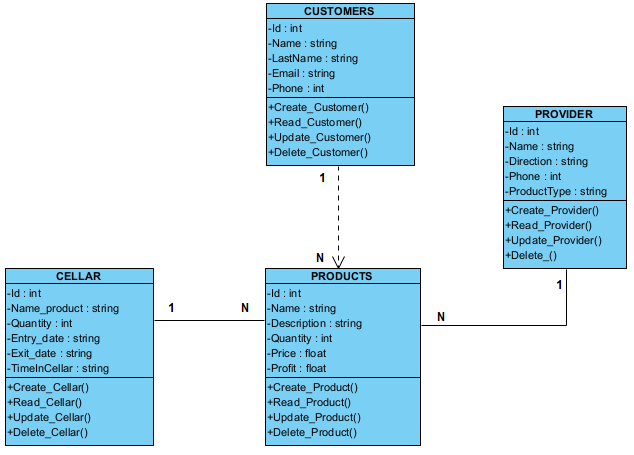 CUSTOMERS
-Id : int
-Name : string
-LastName : string
-Email : string
-Phone : int
+Create_Customer()
+Read_Customer()
+Update_Customer()
+Delete_Customer()
PROVIDER
-Id : int
-Name : string
-Direction : string
-Phone : int
-ProductType : string
+Create_Provider()
+Read_Provider()
+Update_Provider()
+Delete_()
1
N
1
N
CELLAR
-Id : int
-Name_product : string
-Quantity : int
-Entry_date : string
-Exit_date : string
-TimeInCellar : string
+Create_Cellar()
+Read_Cellar()
+Update_Cellar()
+Delete_Cellar()
1
N
PRODUCTS
-Id : int
-Name : string
-Description : string
-Quantity : int
-Price : float
-Profit : float
+Create_Product()
+Read_Product()
+Update_Product()
+Delete_Product()